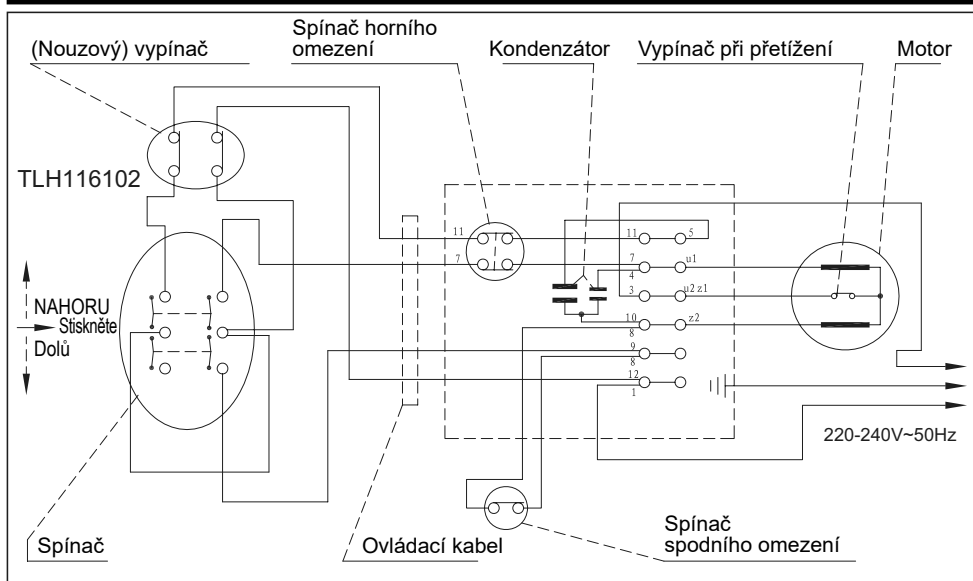 (Nouzový) vypínač
Spínač horního
omezení
Kondenzátor
Vypínač při přetížení
Motor
TLH116102
NAHORU
Stiskněte
Dolů
11
7
11
5
7
u1
4
3
u2 z1
10
z2
8
9
8
12
1
220-240V~50Hz
Spínač
Ovládací kabel
Spínač
spodního omezení